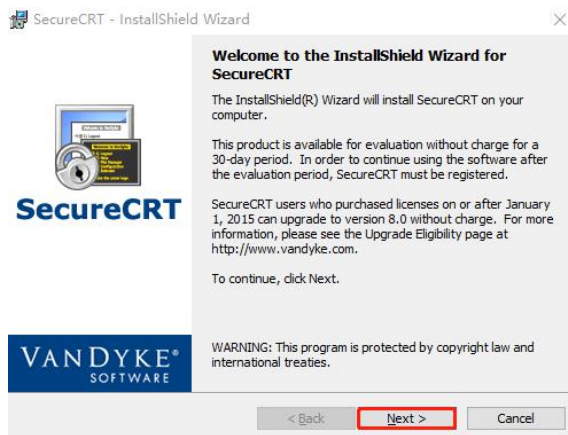 SecureCRT - InstallShield Wizard
Welcome to the InstallShield Wizard for
SecureCRT
The InstallShield(R) Wizard will install SecureCRT on your
computer.
This product is available for evaluation without charge for a
30-day period. In order to continue using the software after
the evaluation period, SecureCRT must be registered.
SecureCRT users who purchased licenses on or after January
1, 2015 can upgrade to version 8.0 without charge. For more
information, please see the Upgrade Eligibility page at
http://www.vandyke.com.
To continue, click Next.
WARNING: This program is protected by copyright law and
international treaties.
SecureCRT
VANDYKE®
SOFTWARE
< Back
Next >
Cancel